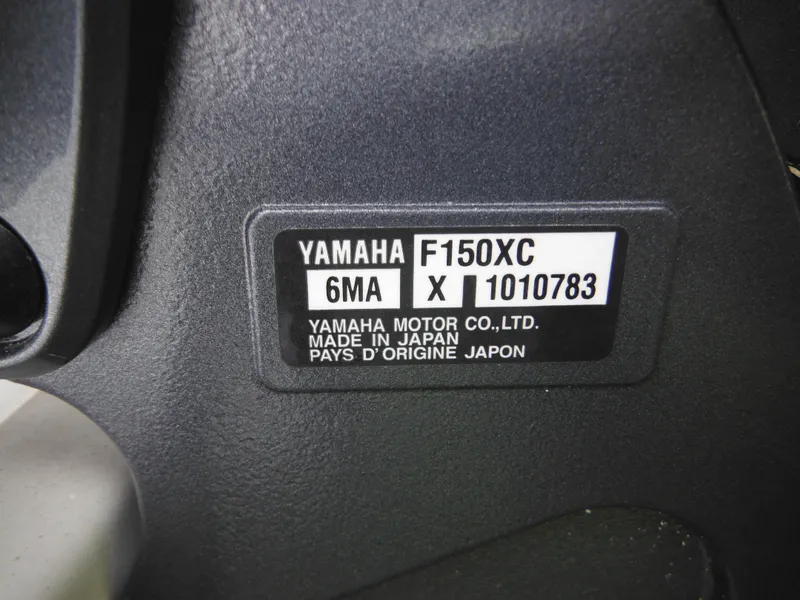 YAMAHA F150XC
6MA X 1010783
YAMAHA MOTOR CO.,LTD.
MADE IN JAPAN
PAYS D'ORIGINE JAPON